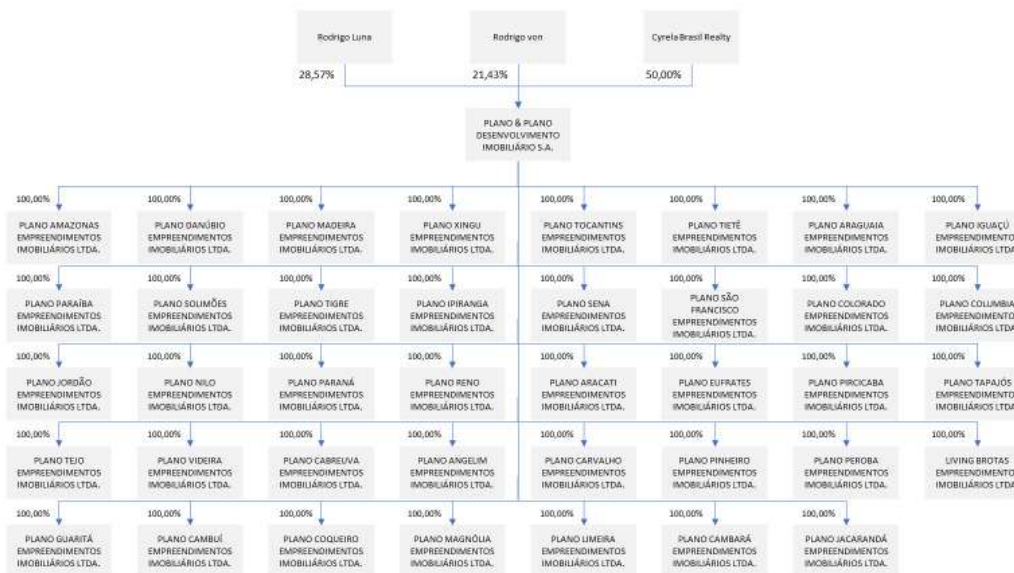 Rodrigo Luna
Rodrigo von
Cyrela Brasil Realty
28,57%
21,43%
50,00%
PLANO & PLANO
DESENVOLVIMENTO
IMOBILIÁRIO S.A.
100,00%
100,00%
100,00%
100,00%
100,00%
100,00%
100,00%
100,00%
PLANO AMAZONAS
EMPREENDIMENTOS
IMOBILIÁRIOS LTDA.
PLANO DANÚBIO
EMPREENDIMENTOS
IMOBILIÁRIOS LTDA.
PLANO MADEIRA
EMPREENDIMENTOS
IMOBILIÁRIOS LTDA.
PLANO XINGU
EMPREENDIMENTOS
IMOBILIÁRIOS LTDA.
PLANO TOCANTINS
EMPREENDIMENTOS
IMOBILIÁRIOS LTDA.
PLANO TIETÊ
EMPREENDIMENTOS
IMOBILIÁRIOS LTDA.
PLANO ARAGUAIA
EMPREENDIMENTOS
IMOBILIÁRIOS LTDA.
PLANO IGUAÇÚ
EMPREENDIMENTO
IMOBILIÁRIOS LTDA
100,00%
100,00%
100,00%
100,00%
100,00%
100,00%
100,00%
100,00%
PLANO PARAÍBA
EMPREENDIMENTOS
IMOBILIÁRIOS LTDA.
PLANO SOLIMÕES
EMPREENDIMENTOS
IMOBILIÁRIOS LTDA.
PLANO TIGRE
EMPREENDIMENTOS
IMOBILIÁRIOS LTDA.
PLANO IPIRANGA
EMPREENDIMENTOS
IMOBILIÁRIOS LTDA.
PLANO SENA
EMPREENDIMENTOS
IMOBILIÁRIOS LTDA.
PLANO SÃO
FRANCISCO
EMPREENDIMENTOS
IMOBILIÁRIOS LTDA.
PLANO COLORADO
EMPREENDIMENTOS
IMOBILIÁRIOS LTDA.
PLANO COLUMBIA
EMPREENDIMENTO
IMOBILIÁRIOS LTDA
100,00%
100,00%
100,00%
100,00%
100,00%
100,00%
100,00%
100,00%
PLANO JORDÃO
EMPREENDIMENTOS
IMOBILIÁRIOS LTDA.
PLANO NILO
EMPREENDIMENTOS
IMOBILIÁRIOS LTDA.
PLANO PARANÁ
EMPREENDIMENTOS
IMOBILIÁRIOS LTDA.
PLANO RENO
EMPREENDIMENTOS
IMOBILIÁRIOS LTDA.
PLANO ARACATI
EMPREENDIMENTOS
IMOBILIÁRIOS LTDA.
PLANO EUFRATES
EMPREENDIMENTOS
IMOBILIÁRIOS LTDA.
PLANO PIRCICABA
EMPREENDIMENTOS
IMOBILIÁRIOS LTDA.
PLANO TAPAJÓS
EMPREENDIMENTO
IMOBILIÁRIOS LTDA
100,00%
100,00%
100,00%
100,00%
100,00%
100,00%
100,00%
100,00%
PLANO TEJO
EMPREENDIMENTOS
IMOBILIÁRIOS LTDA.
PLANO VIDEIRA
EMPREENDIMENTOS
IMOBILIÁRIOS LTDA.
PLANO CABREUVA
EMPREENDIMENTOS
IMOBILIÁRIOS LTDA.
PLANO ANGELIM
EMPREENDIMENTOS
IMOBILIÁRIOS LTDA.
PLANO CARVALHO
EMPREENDIMENTOS
IMOBILIÁRIOS LTDA.
PLANO PINHEIRO
EMPREENDIMENTOS
IMOBILIÁRIOS LTDA.
PLANO PEROBA
EMPREENDIMENTOS
IMOBILIÁRIOS LTDA.
LIVING BROTAS
EMPREENDIMENTO
IMOBILIÁRIOS LTDA
100,00%
100,00%
100,00%
100,00%
100,00%
100,00%
100,00%
PLANO GUARITÁ
EMPREENDIMENTOS
IMOBILIÁRIOS LTDA.
PLANO CAMBUÍ
EMPREENDIMENTOS
IMOBILIÁRIOS LTDA.
PLANO COQUEIRO
EMPREENDIMENTOS
IMOBILIÁRIOS LTDA.
PLANO MAGNÓLIA
EMPREENDIMENTOS
IMOBILIÁRIOS LTDA.
PLANO LIMEIRA
EMPREENDIMENTOS
IMOBILIÁRIOS LTDA.
PLANO CAMBARÁ
EMPREENDIMENTOS
IMOBILIÁRIOS LTDA.
PLANO JACARANDÁ
EMPREENDIMENTOS
IMOBILIÁRIOS LTDA.